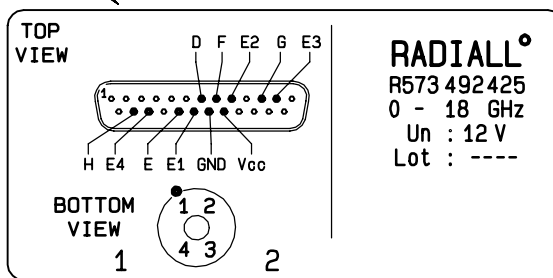 TOP VIEW
D F E2 G E3
1
H E4 E E1 GND Vcc
BOTTOM VIEW
1 2
4 3
1 2
RADIALL°
R573 492425
0 - 18 GHz
Un : 12 V
Lot : ----